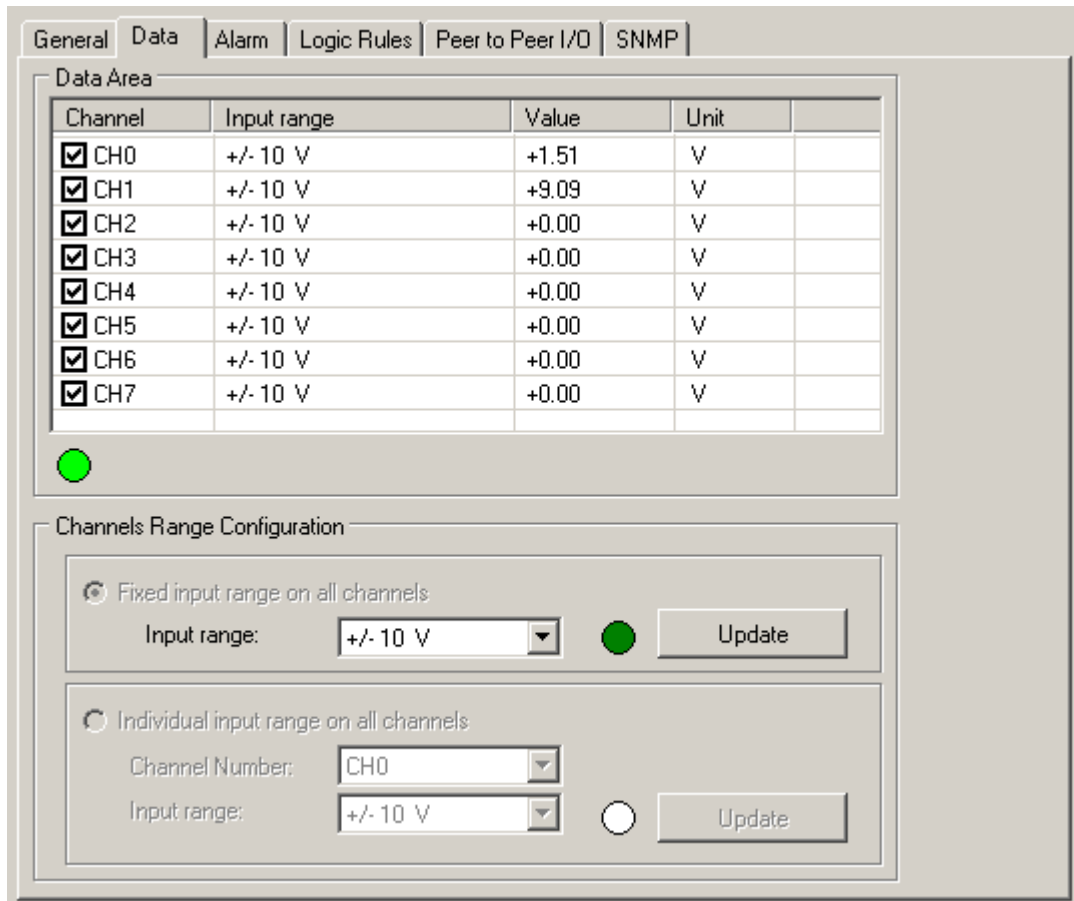 General Data Alarm Logic Rules Peer to Peer I/O SNMP
Data Area
Channel Input range Value Unit
CH0 +/- 10 V +1.51 V
CH1 +/- 10 V +9.09 V
CH2 +/- 10 V +0.00 V
CH3 +/- 10 V +0.00 V
CH4 +/- 10 V +0.00 V
CH5 +/- 10 V +0.00 V
CH6 +/- 10 V +0.00 V
CH7 +/- 10 V +0.00 V
Channels Range Configuration
Fixed input range on all channels
Input range: +/- 10 V Update
Individual input range on all channels
Channel Number: CH0
Input range: +/- 10 V Update